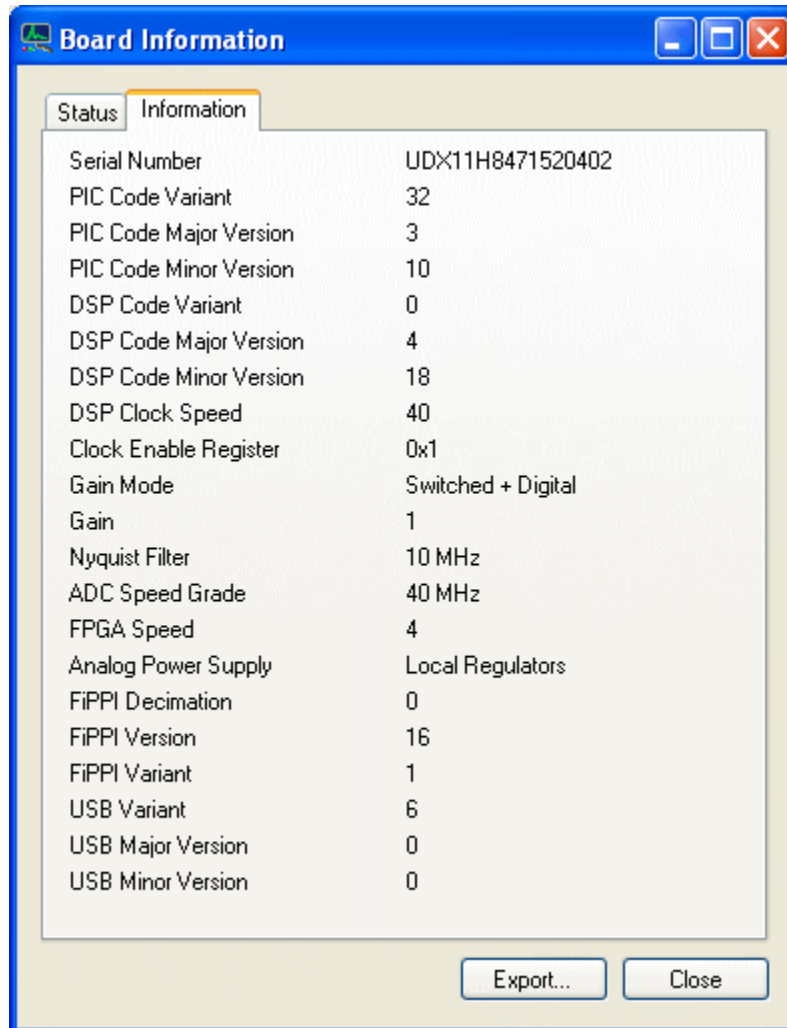 Board Information
Status Information
Serial Number UDX11H8471520402
PIC Code Variant 32
PIC Code Major Version 3
PIC Code Minor Version 10
DSP Code Variant 0
DSP Code Major Version 4
DSP Code Minor Version 18
DSP Clock Speed 40
Clock Enable Register 0x1
Gain Mode Switched + Digital
Gain 1
Nyquist Filter 10 MHz
ADC Speed Grade 40 MHz
FPGA Speed 4
Analog Power Supply Local Regulators
FiPPI Decimation 0
FiPPI Version 16
FiPPI Variant 1
USB Variant 6
USB Major Version 0
USB Minor Version 0
Export... Close